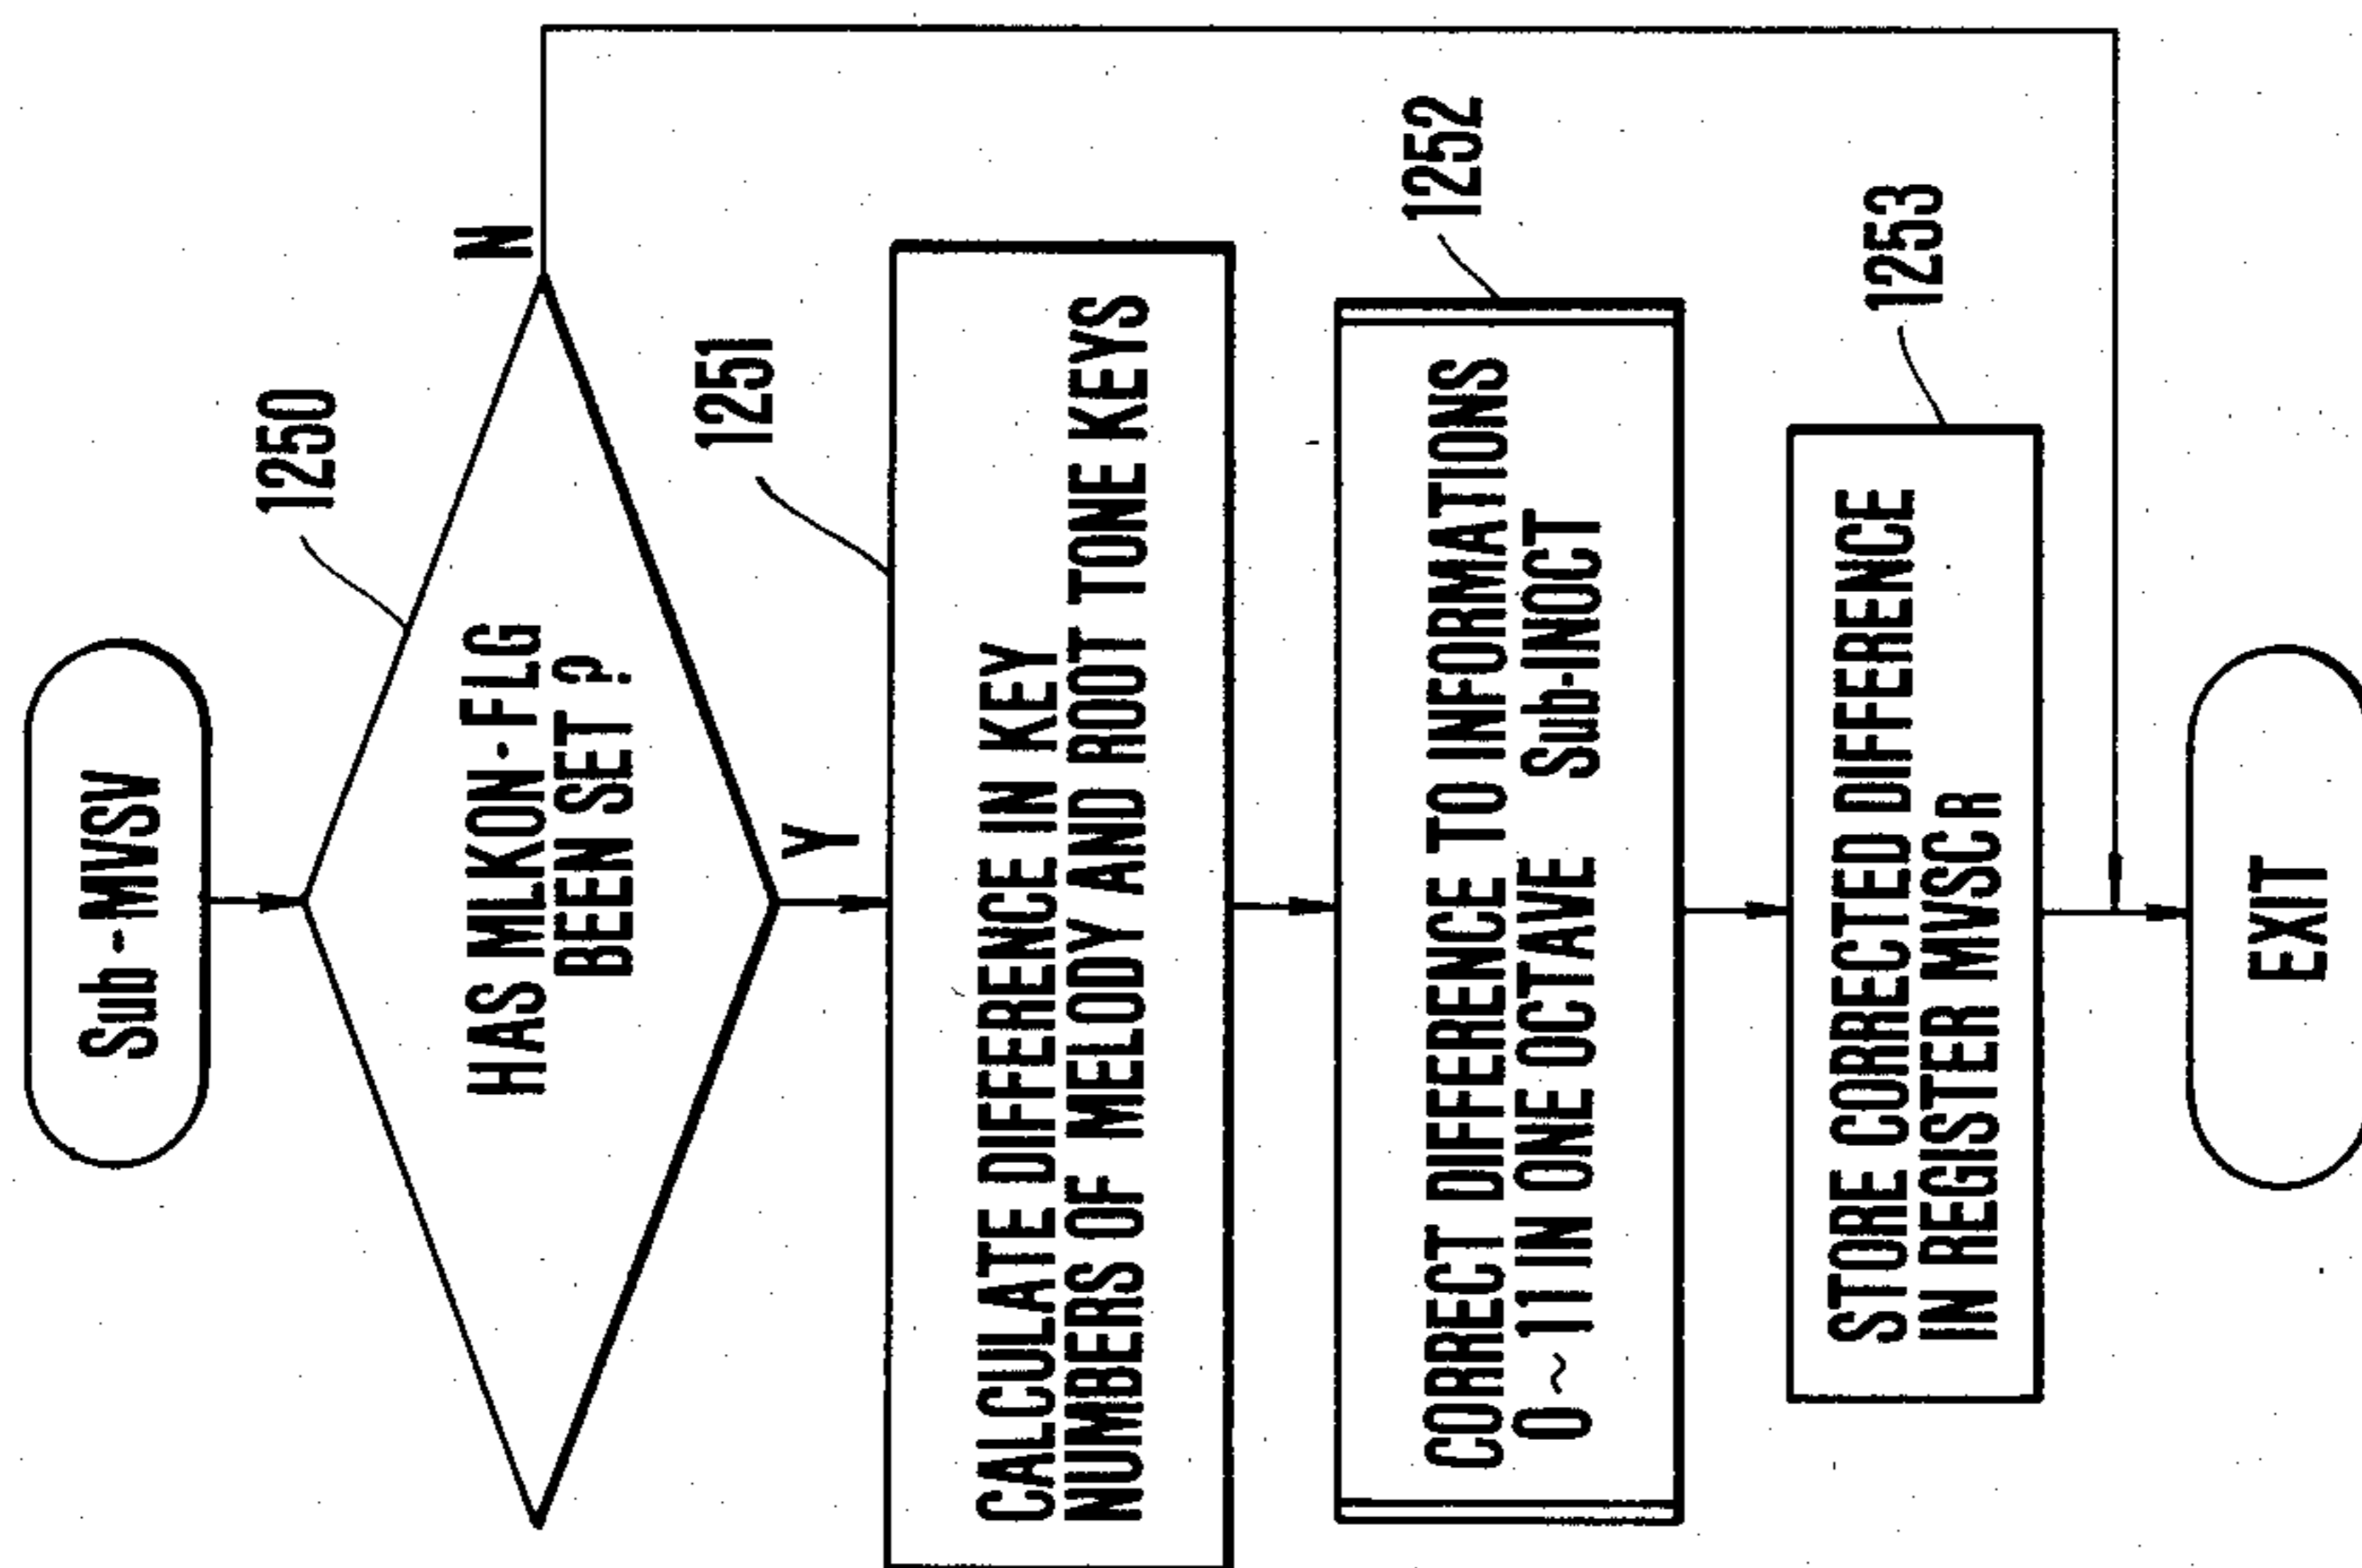 Sub-MWSW
1250
HAS MLKON-FLG
BEEN SET ?
N
Y
1251
CALCULATE DIFFERENCE IN KEY
NUMBERS OF MELODY AND ROOT TONE KEYS
1252
CORRECT DIFFERENCE TO INFORMATIONS
0~11 IN ONE OCTAVE Sub-INOCT
1253
STORE CORRECTED DIFFERENCE
IN REGISTER MWSCR
EXIT